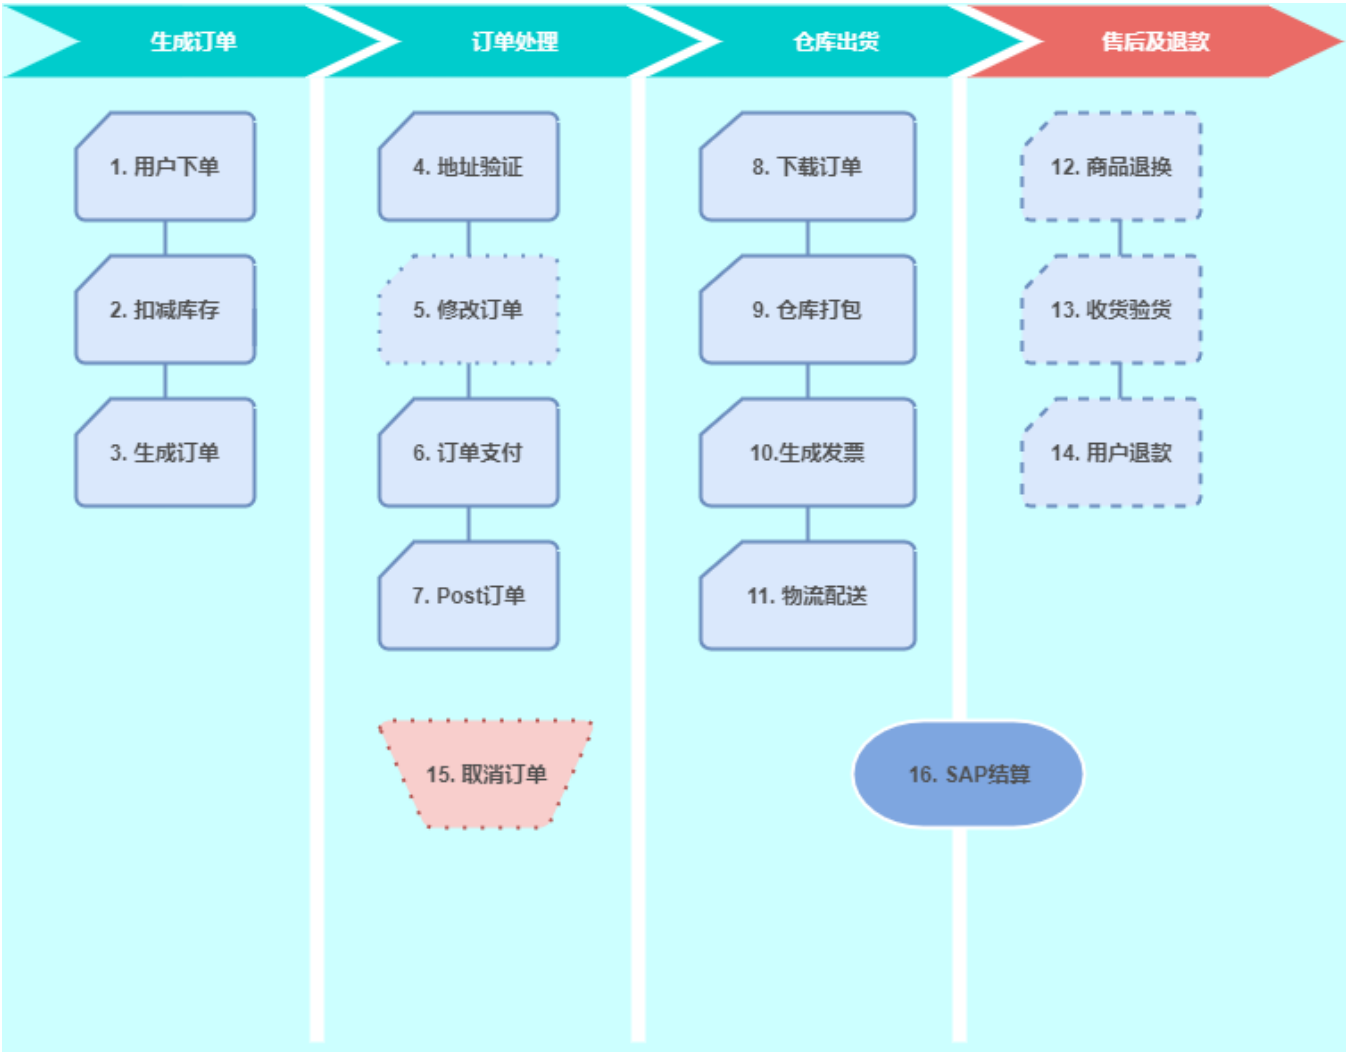 生成订单
订单处理
仓库出货
售后及退款
1. 用户下单
2. 扣减库存
3. 生成订单
4. 地址验证
5. 修改订单
6. 订单支付
7. Post订单
15. 取消订单
8. 下载订单
9. 仓库打包
10.生成发票
11. 物流配送
16. SAP结算
12. 商品退换
13. 收货验货
14. 用户退款